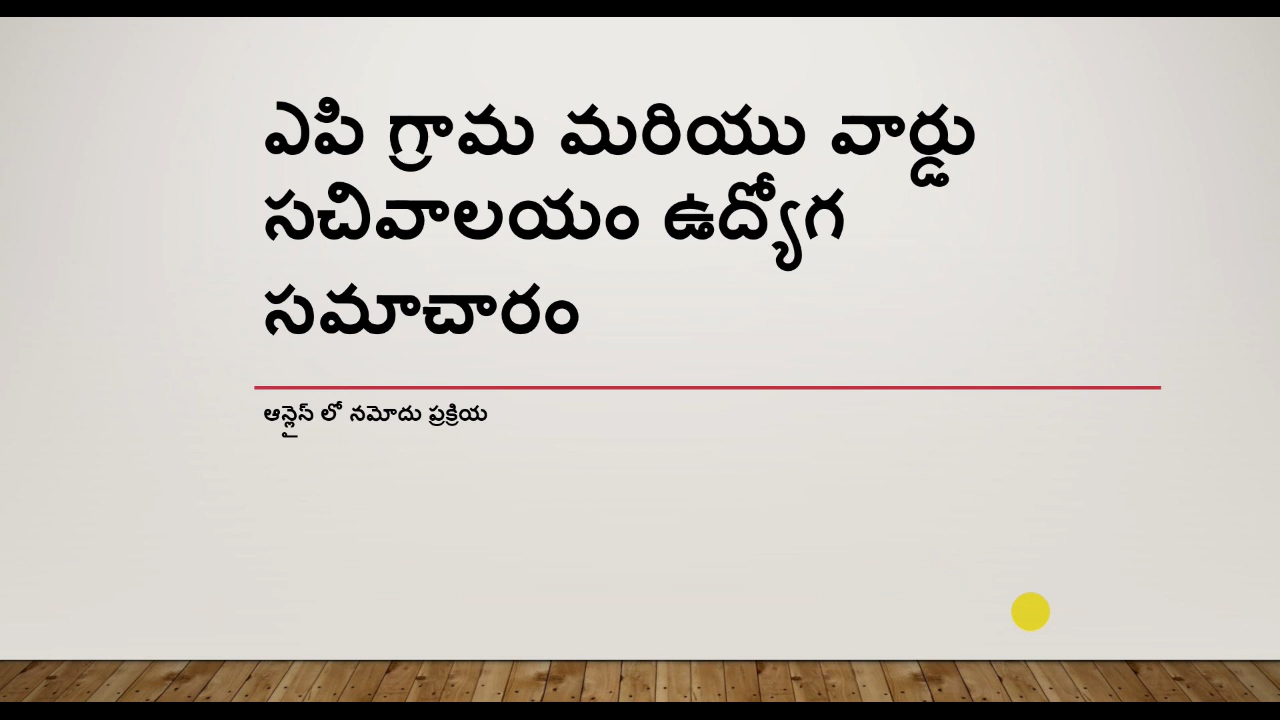 ఎపి గ్రామ మరియు వార్డు
సచివాలయం ఉద్యోగ
సమాచారం
ఆన్లైన్ లో నమోదు ప్రక్రియ